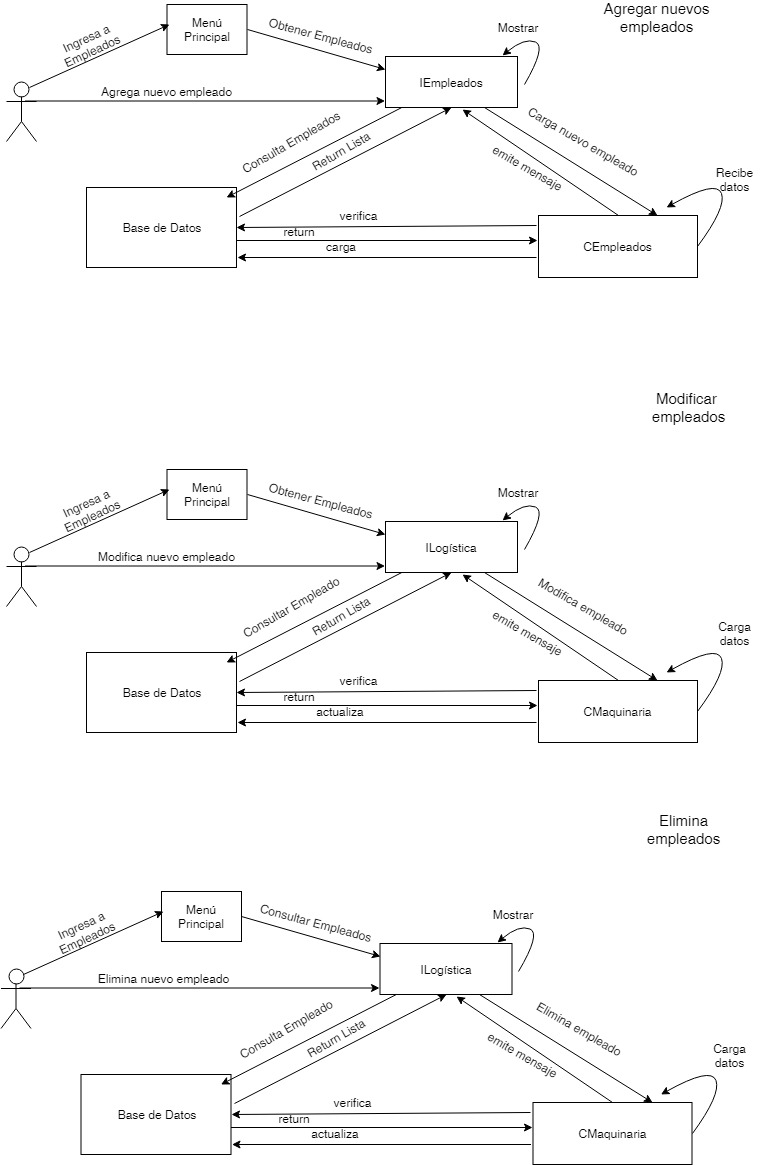 Agregar nuevos
empleados
Menú
Principal
Ingresa a
Empleados
Obtener Empleados
Mostrar
IEmpleados
Agrega nuevo empleado
Consulta Empleados
Return Lista
Carga nuevo empleado
emite mensaje
Recibe
datos
Base de Datos
verifica
return
carga
CEmpleados
Modificar
empleados
Menú
Principal
Ingresa a
Empleados
Obtener Empleados
Mostrar
ILogística
Modifica nuevo empleado
Consultar Empleado
Return Lista
Modifica empleado
emite mensaje
Carga
datos
Base de Datos
verifica
return
actualiza
CMaquinaria
Elimina
empleados
Menú
Principal
Ingresa a
Empleados
Consultar Empleados
Mostrar
ILogística
Elimina nuevo empleado
Consulta Empleado
Return Lista
Elimina empleado
emite mensaje
Carga
datos
Base de Datos
verifica
return
actualiza
CMaquinaria